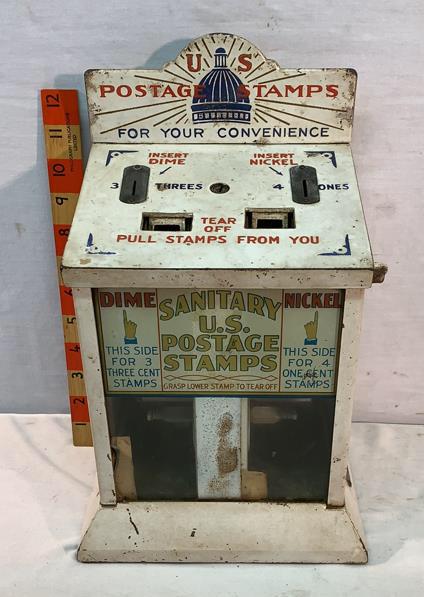 U S
POSTAGE STAMPS
FOR YOUR CONVENIENCE
INSERT DIME
INSERT NICKEL
3 THREES
4 ONES
TEAR
OFF
PULL STAMPS FROM YOU
DIME
SANITARY
U.S.
POSTAGE
STAMPS
GRASP LOWER STAMP TO TEAR OFF
NICKEL
THIS SIDE
FOR 3
THREE CENT
STAMPS
THIS SIDE
FOR 4
ONE CENT
STAMPS
12
11
10
9
8
7
6
5
4
3
2
1